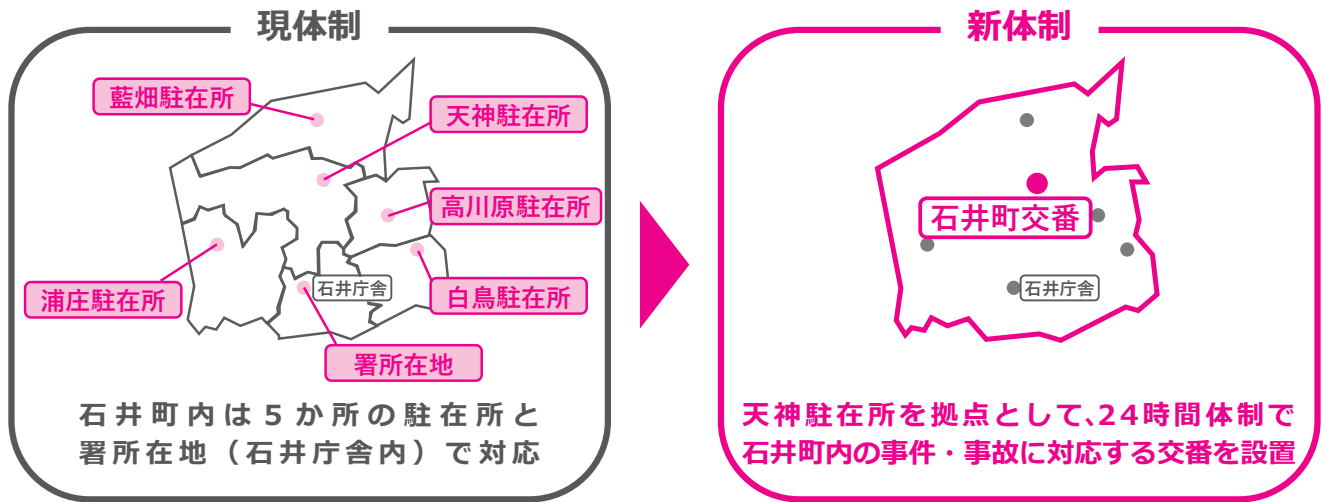 現体制
藍畑駐在所
天神駐在所
高川原駐在所
浦庄駐在所
石井庁舎
白鳥駐在所
署所在地
石井町内は5か所の駐在所と
署所在地（石井庁舎内）で対応
新体制
石井町交番
石井庁舎
天神駐在所を拠点として、24時間体制で
石井町内の事件・事故に対応する交番を設置